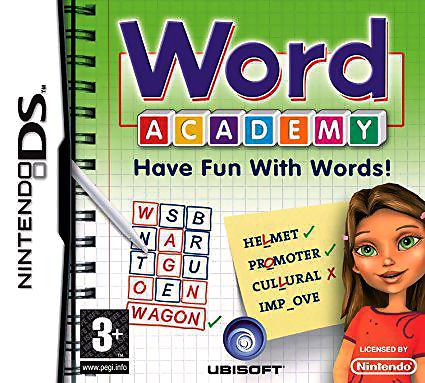 NINTENDO DS™
Word
ACADEMY
Have Fun With Words!
W S B
N A R
T G U
O E N
WAGON ✓
HELMET ✓
PROMOTER ✓
CULLURAL X
IMP_OVE
3+
www.pegi.info
UBISOFT
LICENSED BY
Nintendo